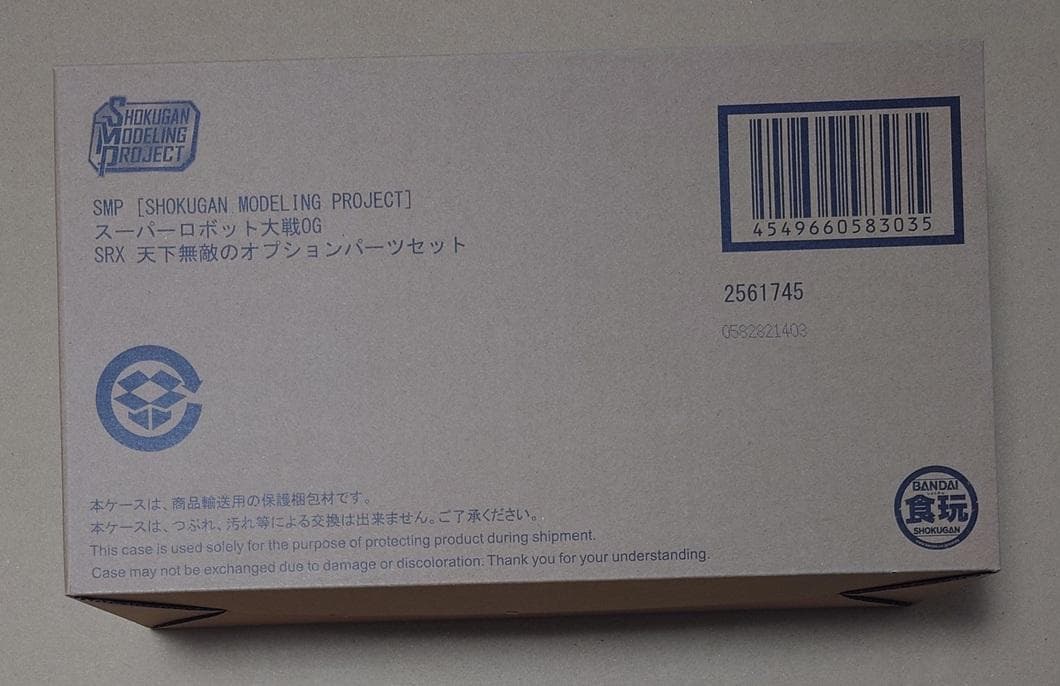 SHOKUGAN
MODELING
PROJECT
SMP [SHOKUGAN MODELING PROJECT]
スーパーロボット大戦OG
SRX 天下無敵のオプションパーツセット
4549660583035
2561745
0582821403
本ケースは、商品輸送用の保護梱包材です。
本ケースは、つぶれ、汚れ等による交換は出来ません。ご了承ください。
This case is used solely for the purpose of protecting product during shipment.
Case may not be exchanged due to damage or discoloration. Thank you for your understanding.
BANDAI
食玩
SHOKUGAN